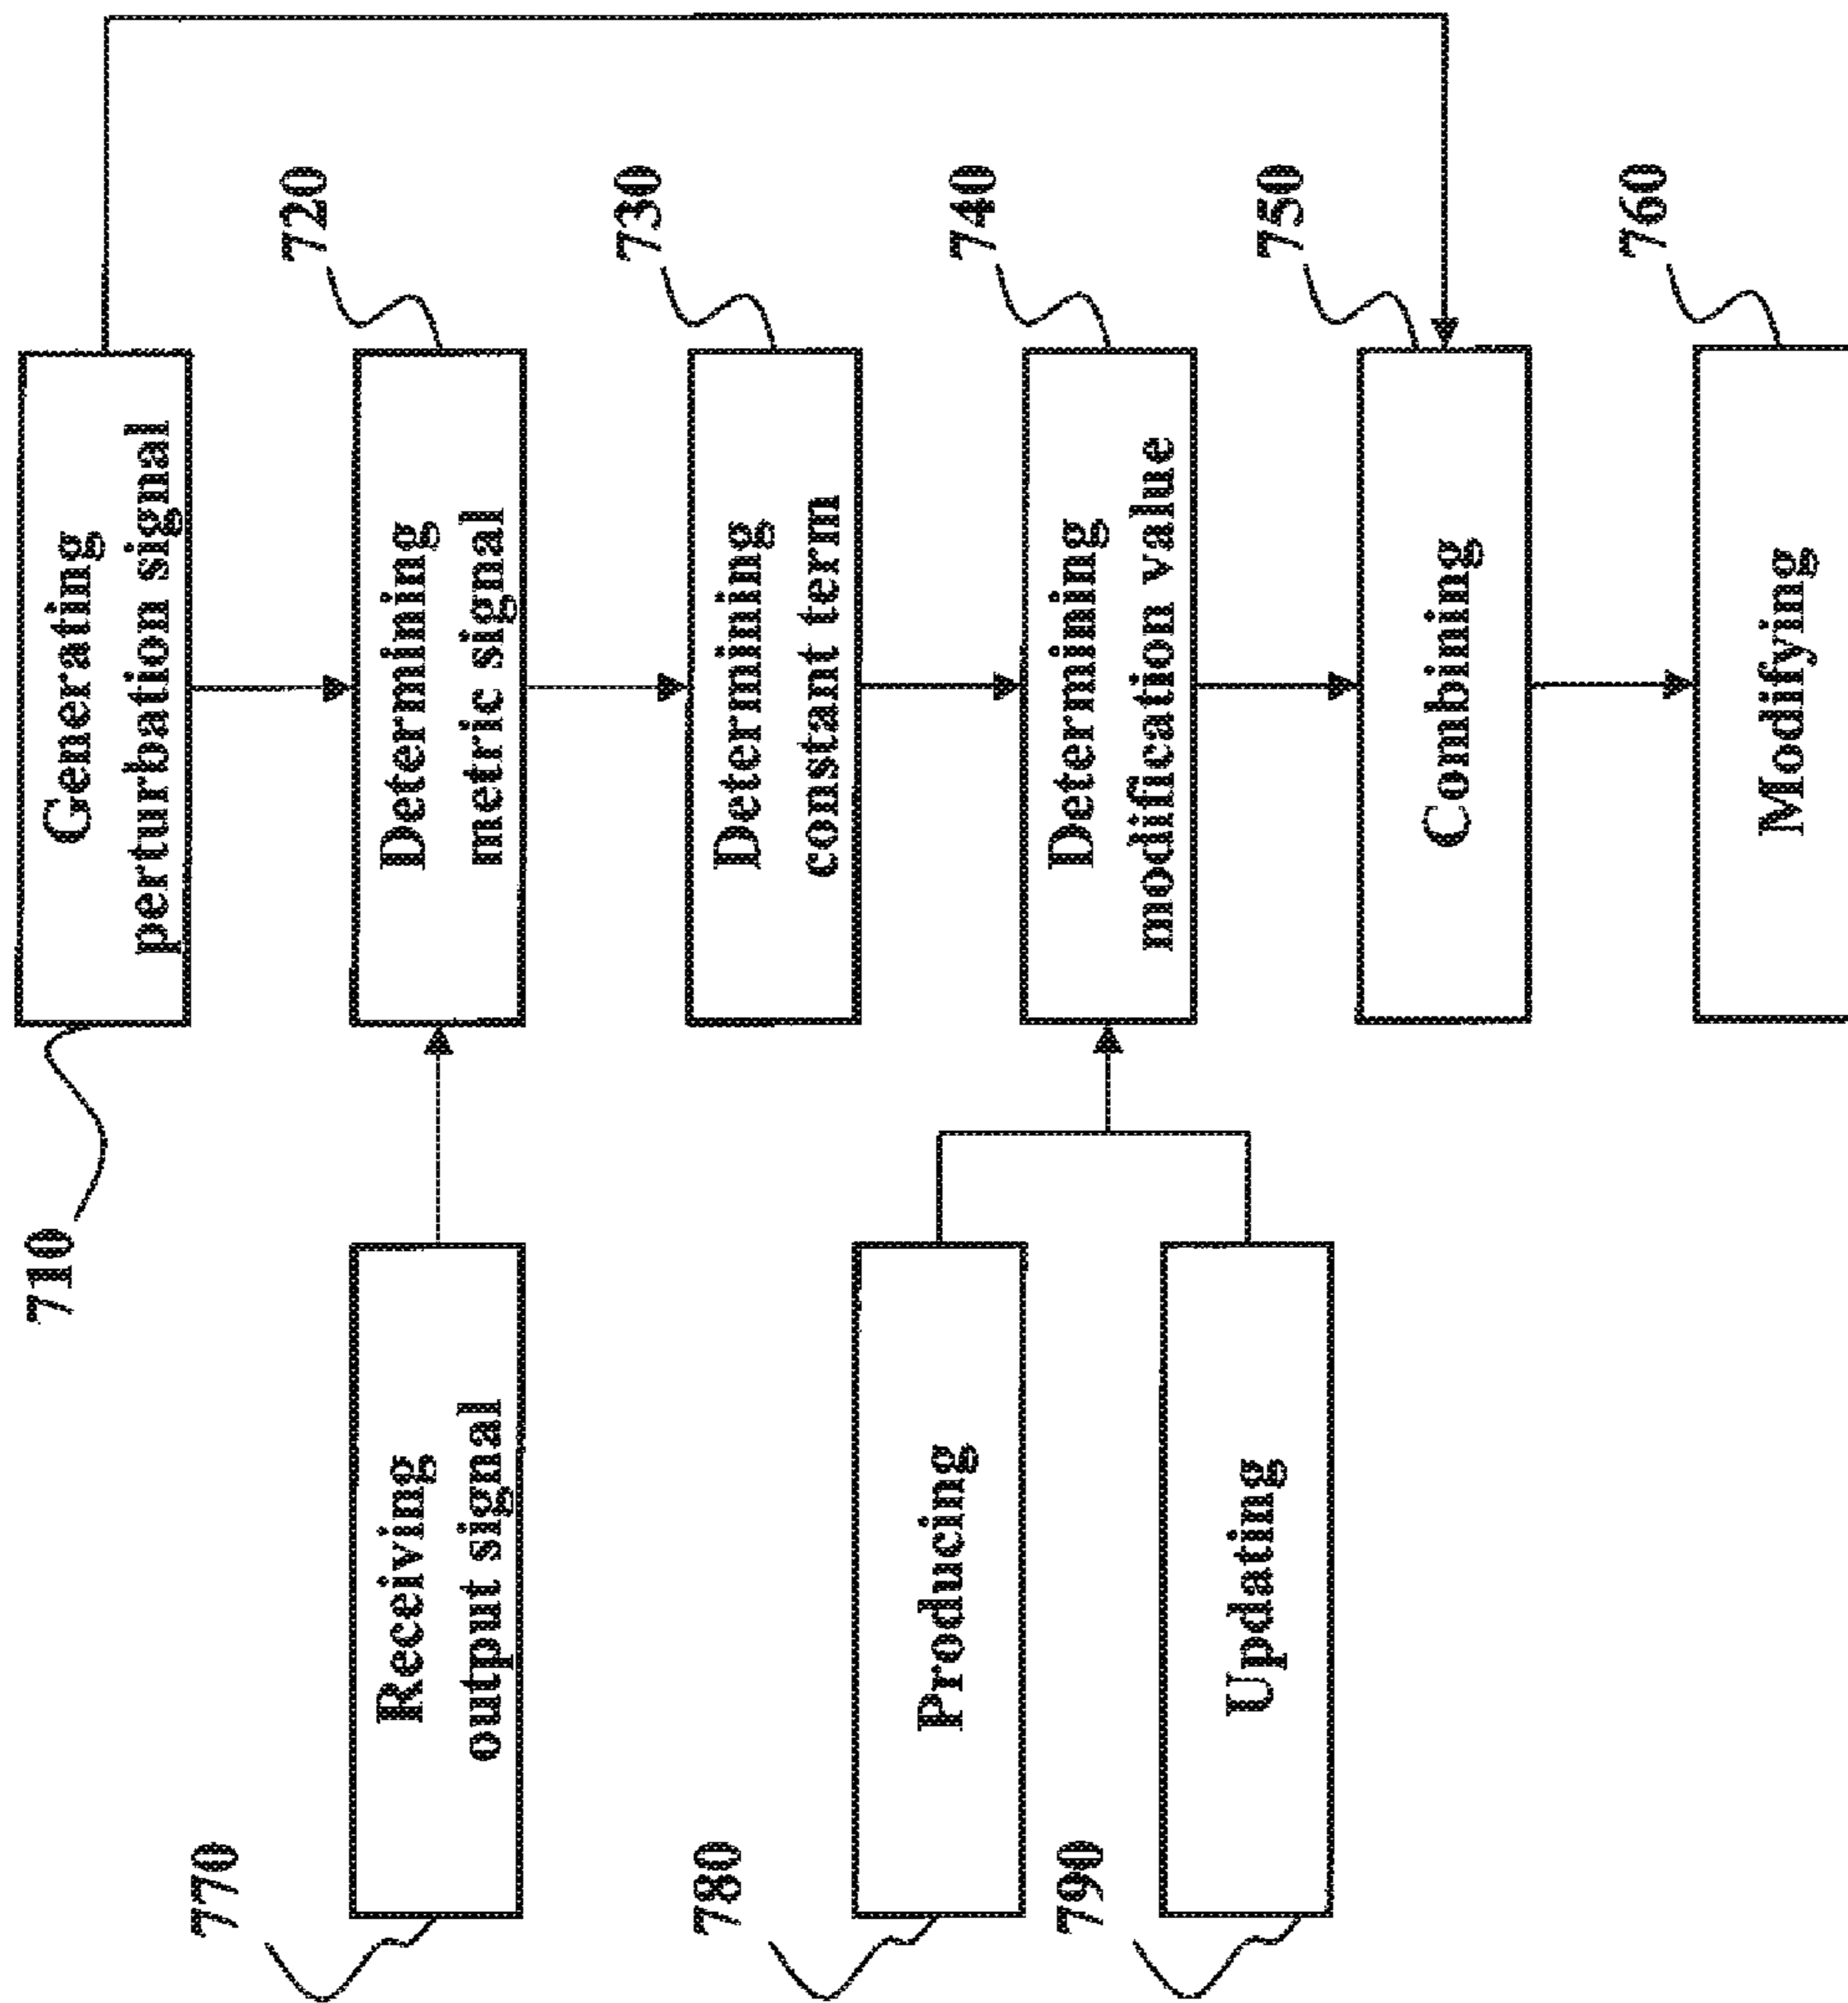 710
Generating
perturbation signal
720
Determining
metric signal
730
Determining
constant term
740
Determining
modification value
750
Combining
760
Modifying
770
Receiving
output signal
780
Producing
790
Updating